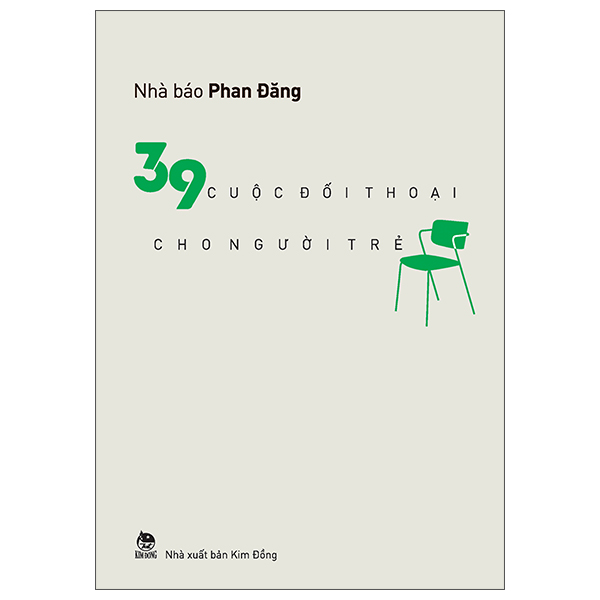 Nhà báo Phan Đăng
39 CUỘC ĐỐI THOẠI
CHO NGƯỜI TRẺ
KIM ĐỒNG
Nhà xuất bản Kim Đồng